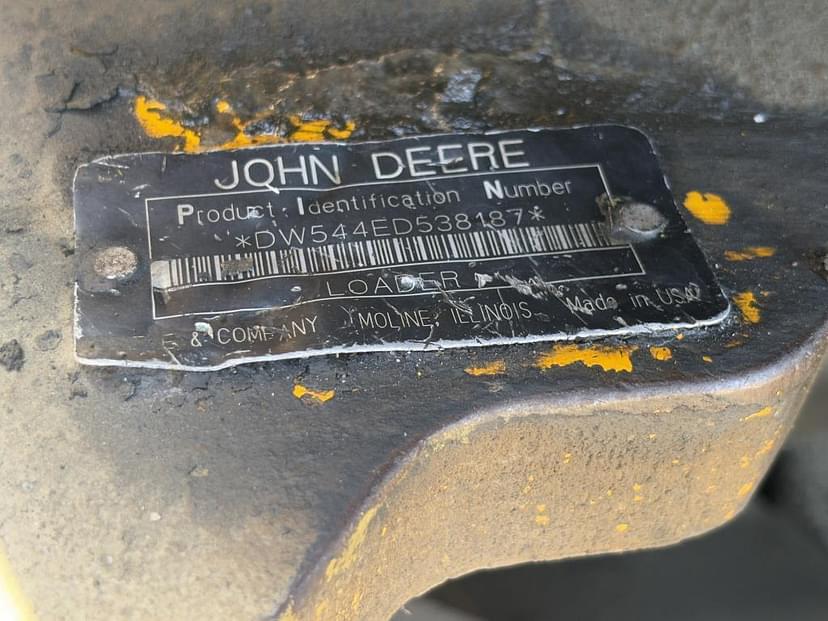 JOHN DEERE
Product Identification Number
*DW544ED538187*
LOADER
E & COMPANY MOLINE, ILLINOIS Made in USA